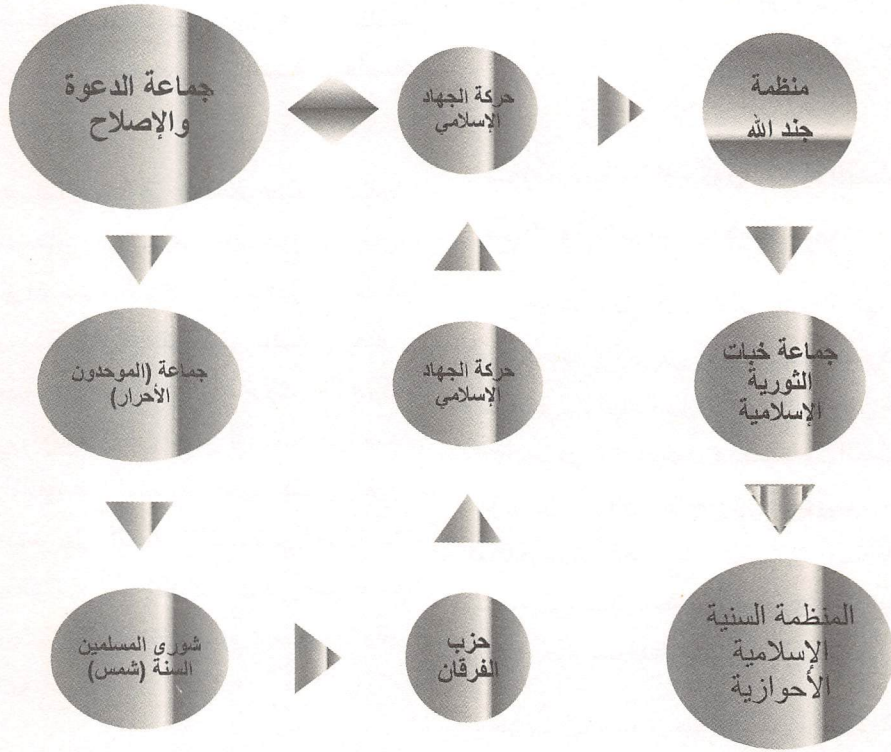 جماعة الدعوة
والإصلاح
حركة الجهاد
الإسلامي
منظمة
جند الله
جماعة (الموحدون
الأحرار)
حركة الجهاد
الإسلامي
جماعة خبات
الثورية
الإسلامية
شورى المسلمين
السنة (شمس)
حزب
الفرقان
المنظمة السنية
الإسلامية
الأحوازية